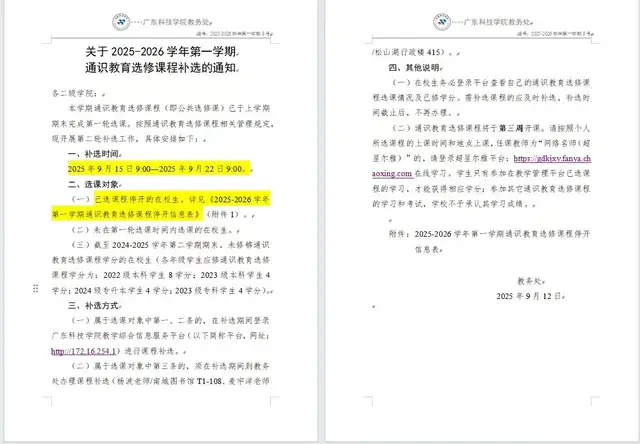 广东科技学院教务处
关于 2025-2026 学年第一学期
通识教育选修课程补选的通知
各二级学院：
本学期通识教育选修课程（即公共选修课）已于上学期
期末完成第一轮选课。按照通识教育选修课程相关管理规定，
现开展第二轮补选工作，具体安排如下：
一、补选时间
2025 年 9 月 15 日 9:00—2025 年 9 月 22 日 9:00。
二、选课对象
（一）已选课程停开的在校生，详见《2025-2026 学年
第一学期通识教育选修课程停开信息表》（附件 1）。
（二）未在第一轮选课时间内选课的在校生。
（三）截至 2024-2025 学年第二学期期末，未修够通识
教育选修课程学分的在校生（各年级学生应修通识教育选修
课程学分为：2022 级本科学生 8 学分；2023 级本科学生 4
学分；2024 级专升本学生 4 学分；2023 级专科学生 4 学分）。
三、补选方式
（一）属于选课对象中第一、二条的，在补选期间登录
广东科技学院教学综合信息服务平台（以下简称平台，网址：
http://172.16.254.1）进行课程补选。
（二）属于选课对象中第三条的，须在补选期间到教务
处办理课程补选（杨波老师/南城图书馆 T1-108、麦宇洋老师
广东科技学院教务处
/松山湖行政楼 415）。
四、其他说明
（一）在校生务必登录平台查看自己的通识教育选修课
程选课情况及已修学分。需补选课程的应及时补选，补选时
间截止后，不再办理。
（二）通识教育选修课程将于第三周开课。请按照个人
所选课程的上课时间和地点上课，任课教师为“网络名师（超
星尔雅）”的，请登录超星尔雅平台：https://gdkjxy.fanya.ch
aoxing.com 在线学习。学生只有参加在教学管理平台已选课
程的学习，才能获得相应学分；参加其它通识教育选修课程
的学习和考试，学校不予承认其学习成绩。
附件：2025-2026 学年第一学期通识教育选修课程停开
信息表。
教务处
2025 年 9 月 12 日